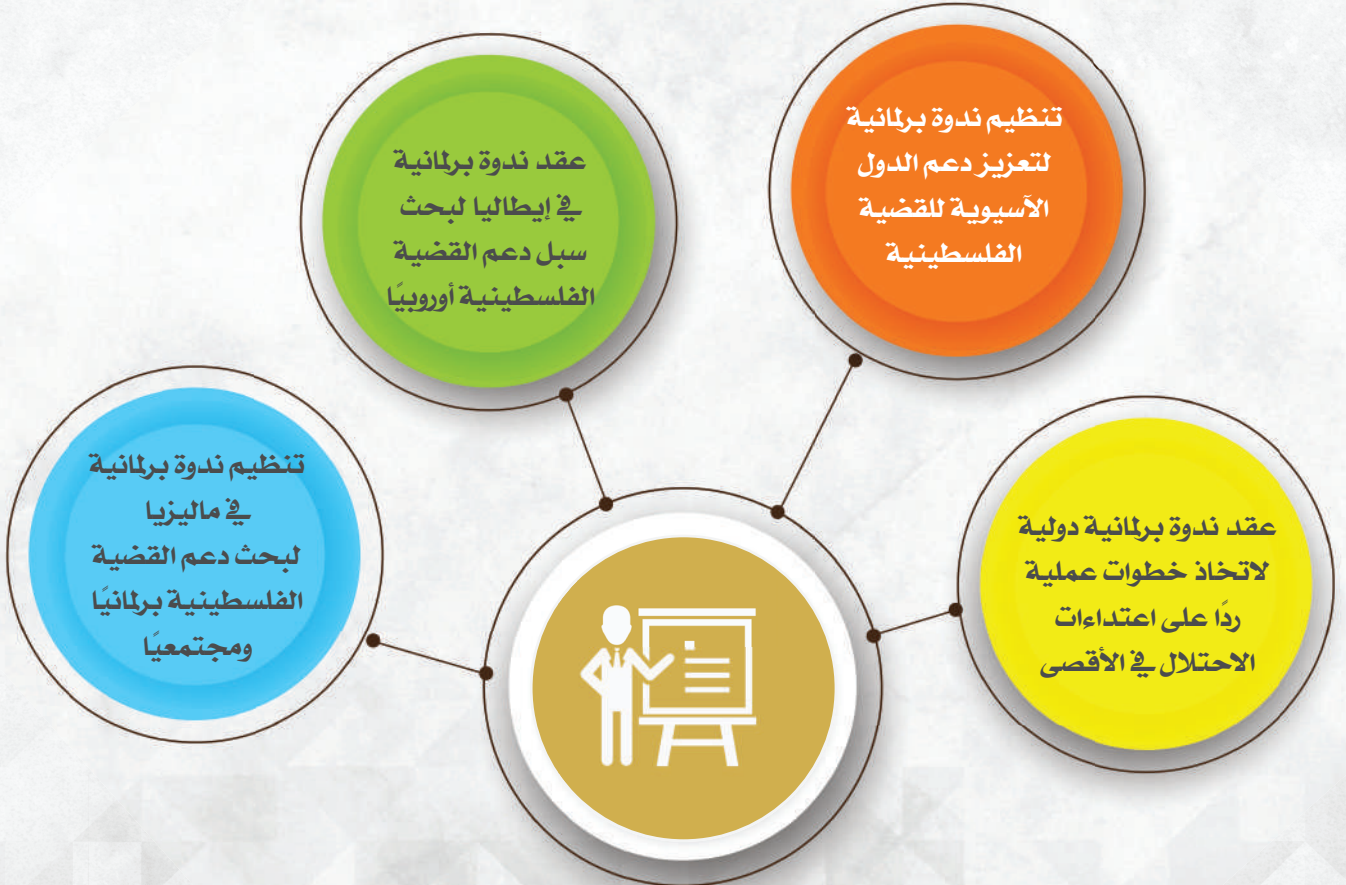 تنظيم ندوة برلمانية
لتعزيز دعم الدول
الآسيوية للقضية
الفلسطينية
عقد ندوة برلمانية
في إيطاليا لبحث
سبل دعم القضية
الفلسطينية أوروبيًا
عقد ندوة برلمانية دولية
لاتخاذ خطوات عملية
ردًا على اعتداءات
الاحتلال في الأقصى
تنظيم ندوة برلمانية
في ماليزيا
لبحث دعم القضية
الفلسطينية برلمانيًا
ومجتمعيًا